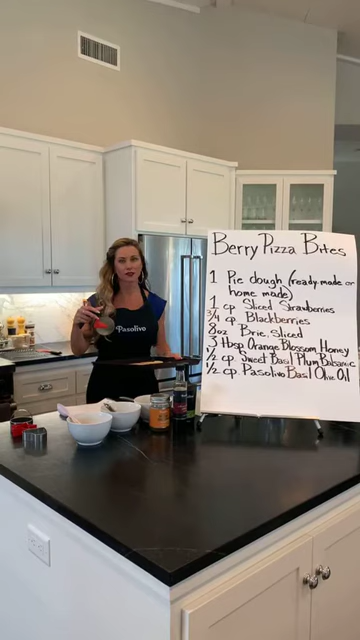 Berry Pizza Bites
1 Pie dough (ready made or
home made)
1 cp Sliced Strawberries
3/4 cp Blackberries
8oz Brie, Sliced
3 tbsp Orange Blossom Honey
1/2 cp Sweet Basil Plum Balsamic
1/2 cp Pasolivo Basil Olive Oil
Pasolivo